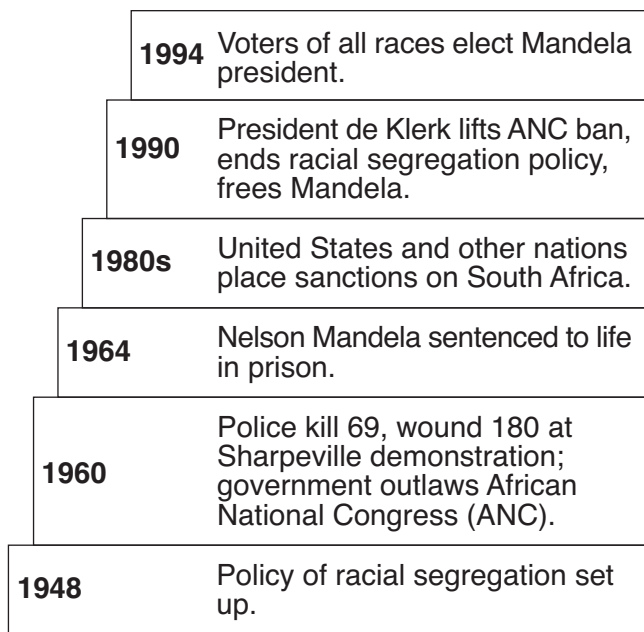 1994 Voters of all races elect Mandela
president.
1990 President de Klerk lifts ANC ban,
ends racial segregation policy,
frees Mandela.
1980s United States and other nations
place sanctions on South Africa.
1964 Nelson Mandela sentenced to life
in prison.
1960 Police kill 69, wound 180 at
Sharpeville demonstration;
government outlaws African
National Congress (ANC).
1948 Policy of racial segregation set
up.